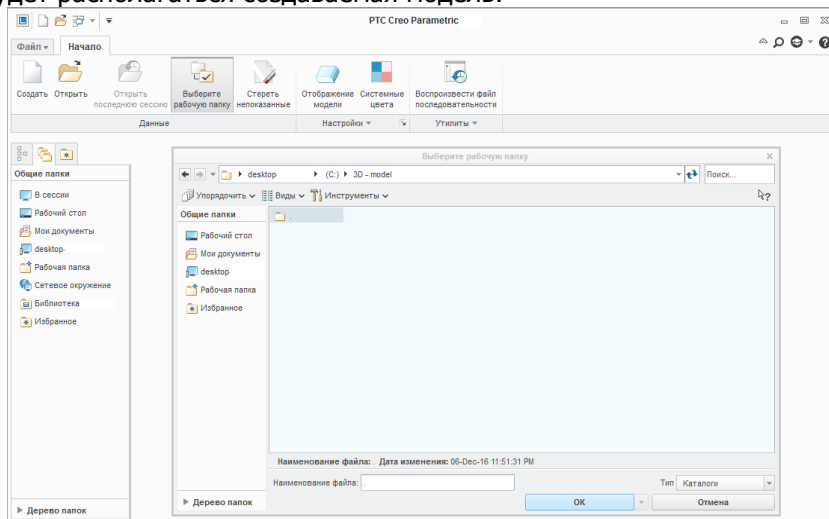 удет располагаться создаваемая модель.
PTC Creo Parametric
Файл
Начало
Создать Открыть Открыть последнюю сессию
Выберите рабочую папку
Стереть непоказанные
Отображение модели
Системные цвета
Воспроизвести файл последовательности
Данные
Настройки
Утилиты
Общие папки
В сессии
Рабочий стол
Мои документы
desktop-
Рабочая папка
Сетевое окружение
Библиотека
Избранное
Дерево папок
Выберите рабочую папку
desktop (C:) 3D - model
Поиск...
Упорядочить Виды Инструменты
Общие папки
Рабочий стол
Мои документы
desktop
Рабочая папка
Избранное
Дерево папок
.
Наименование файла: . Дата изменения: 06-Dec-16 11:51:31 PM
Наименование файла: .
Тип Каталоги
OK
Отмена